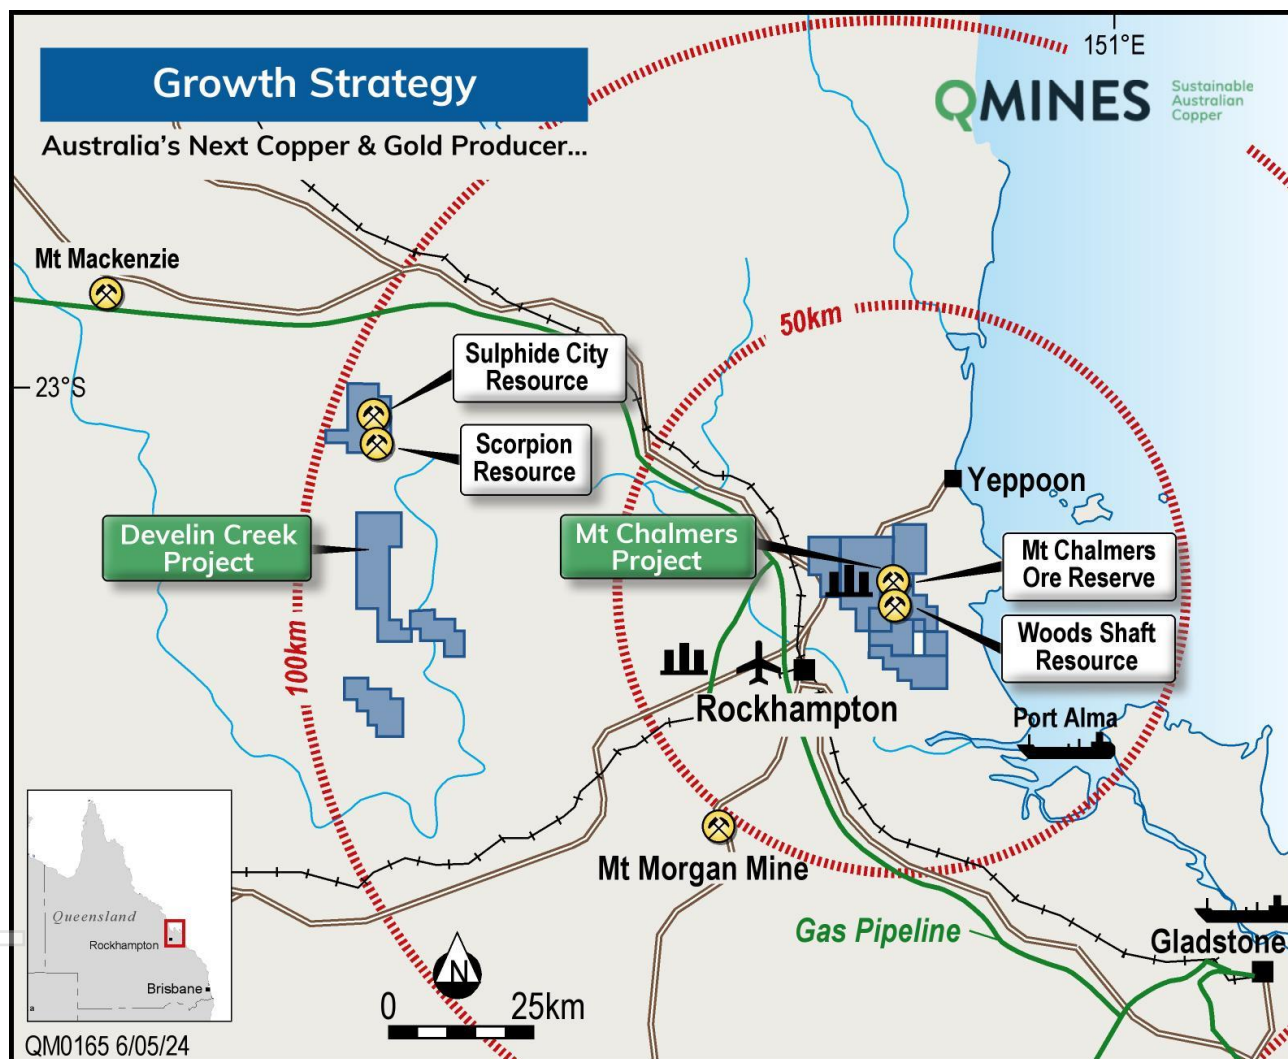 Growth Strategy
Australia's Next Copper & Gold Producer...
151°E
QMINES
Sustainable
Australian
Copper
Mt Mackenzie
50km
23°S
Sulphide City
Resource
Scorpion
Resource
Yeppoon
Develin Creek
Project
Mt Chalmers
Project
Mt Chalmers
Ore Reserve
Woods Shaft
Resource
100km
Rockhampton
Port Alma
Mt Morgan Mine
Queensland
Rockhampton
Brisbane
Gas Pipeline
Gladstone
N
0 25km
QM0165 6/05/24